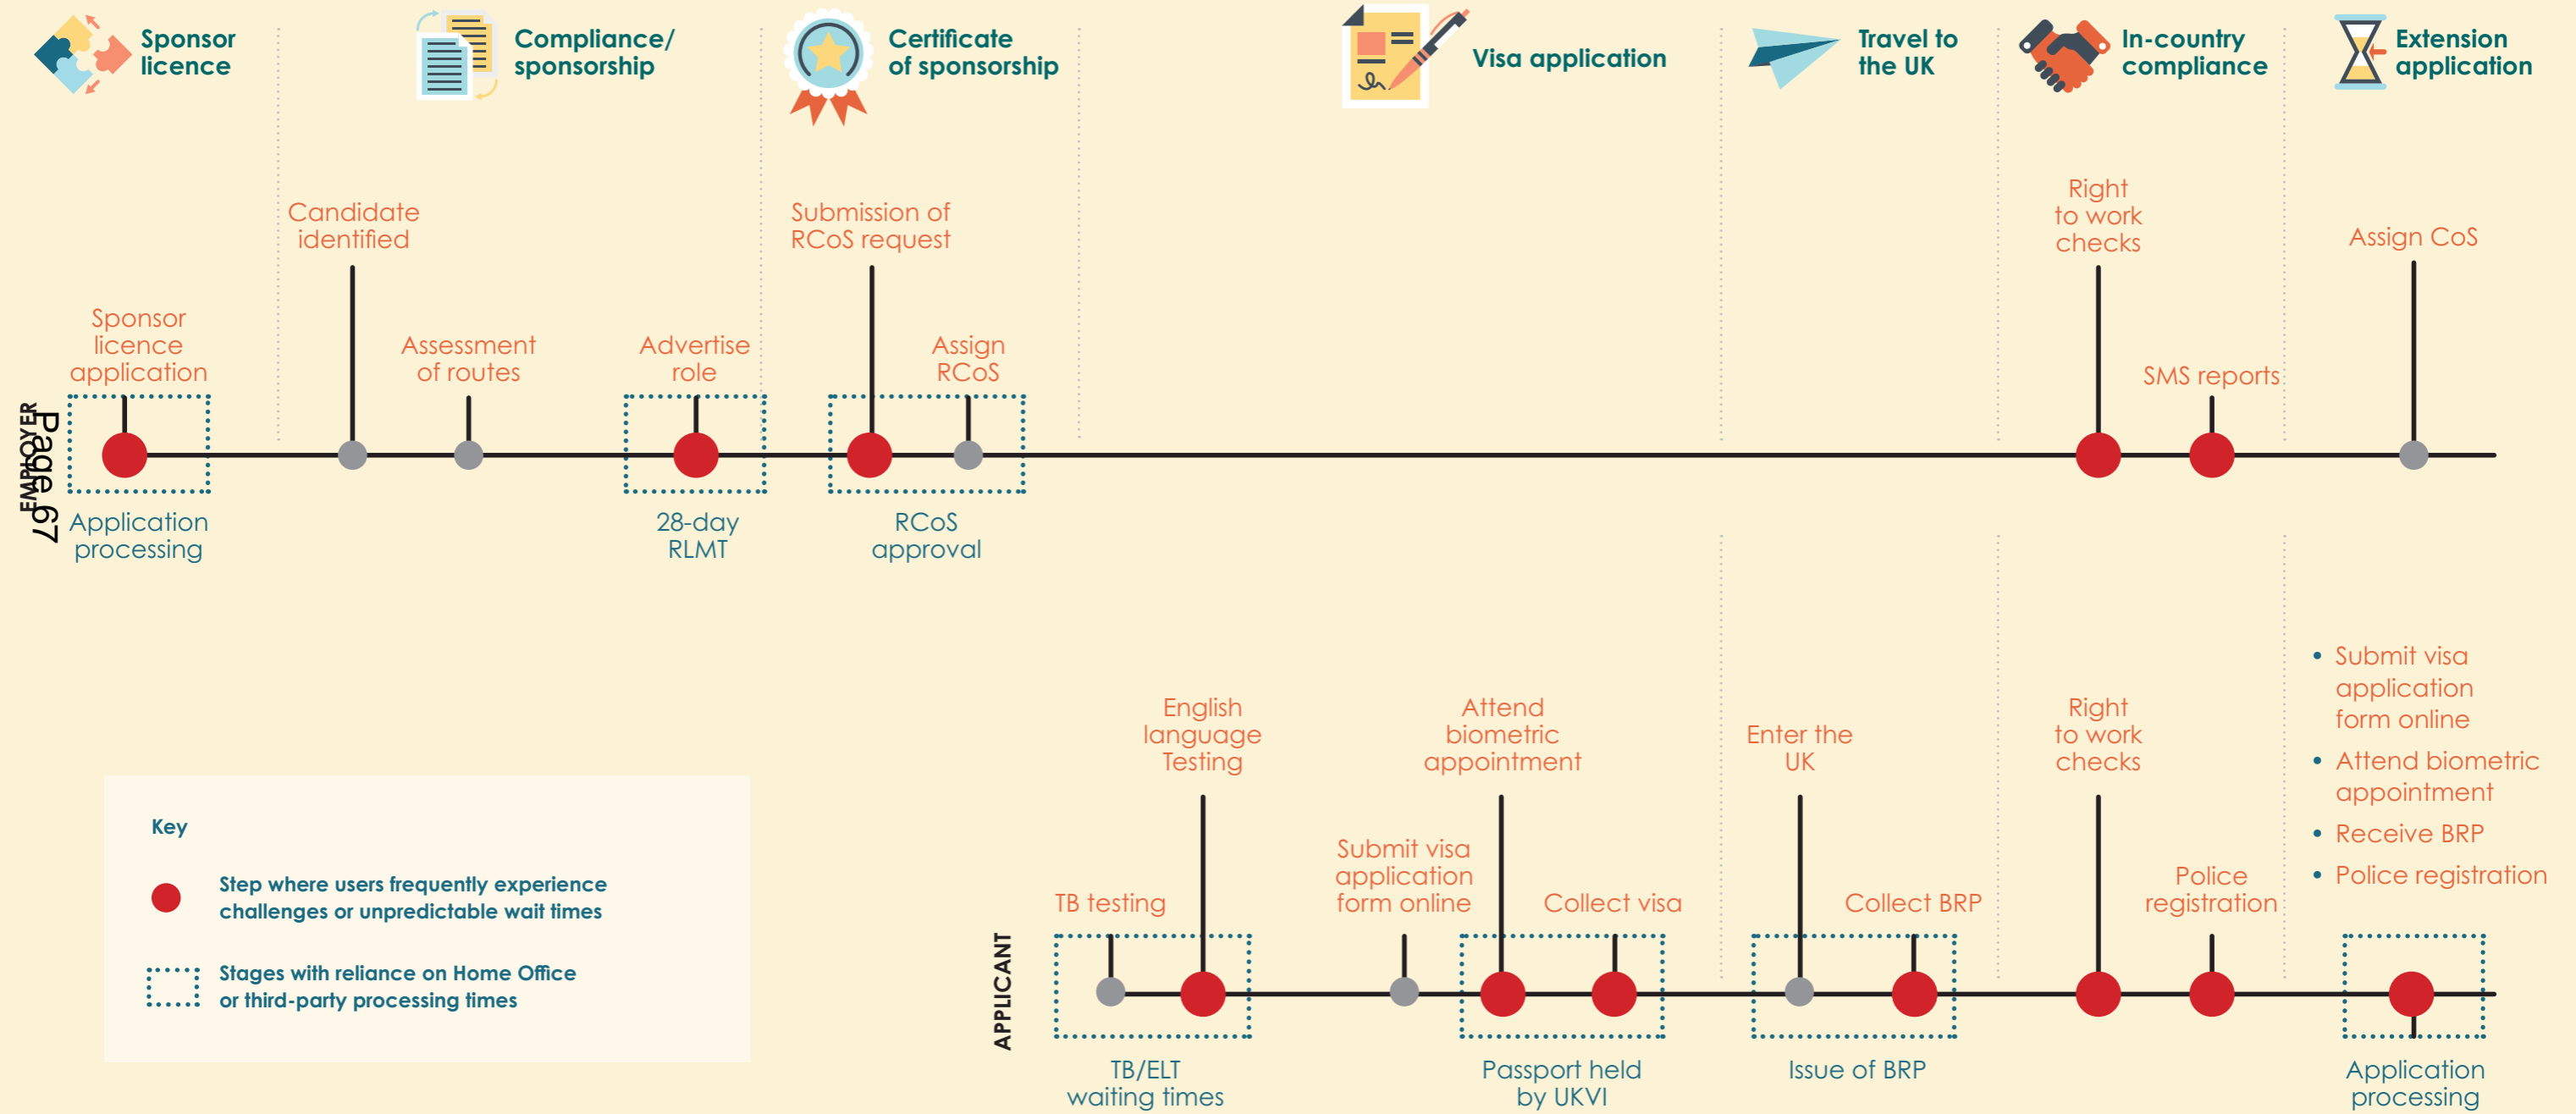 Sponsor
licence
Compliance/
sponsorship
Certificate
of sponsorship
Visa application
Travel to
the UK
In-country
compliance
Extension
application
EMPLOYER
Page 67
Sponsor
licence
application
Candidate
identified
Assessment
of routes
Advertise
role
Submission of
RCoS request
Assign
RCoS
Right
to work
checks
SMS reports
Assign CoS
Application
processing
28-day
RLMT
RCoS
approval
APPLICANT
TB testing
English
language
Testing
Submit visa
application
form online
Attend
biometric
appointment
Collect visa
Enter the
UK
Collect BRP
Right
to work
checks
Police
registration
• Submit visa
application
form online
• Attend biometric
appointment
• Receive BRP
• Police registration
TB/ELT
waiting times
Passport held
by UKVI
Issue of BRP
Application
processing
Key
Step where users frequently experience
challenges or unpredictable wait times
Stages with reliance on Home Office
or third-party processing times